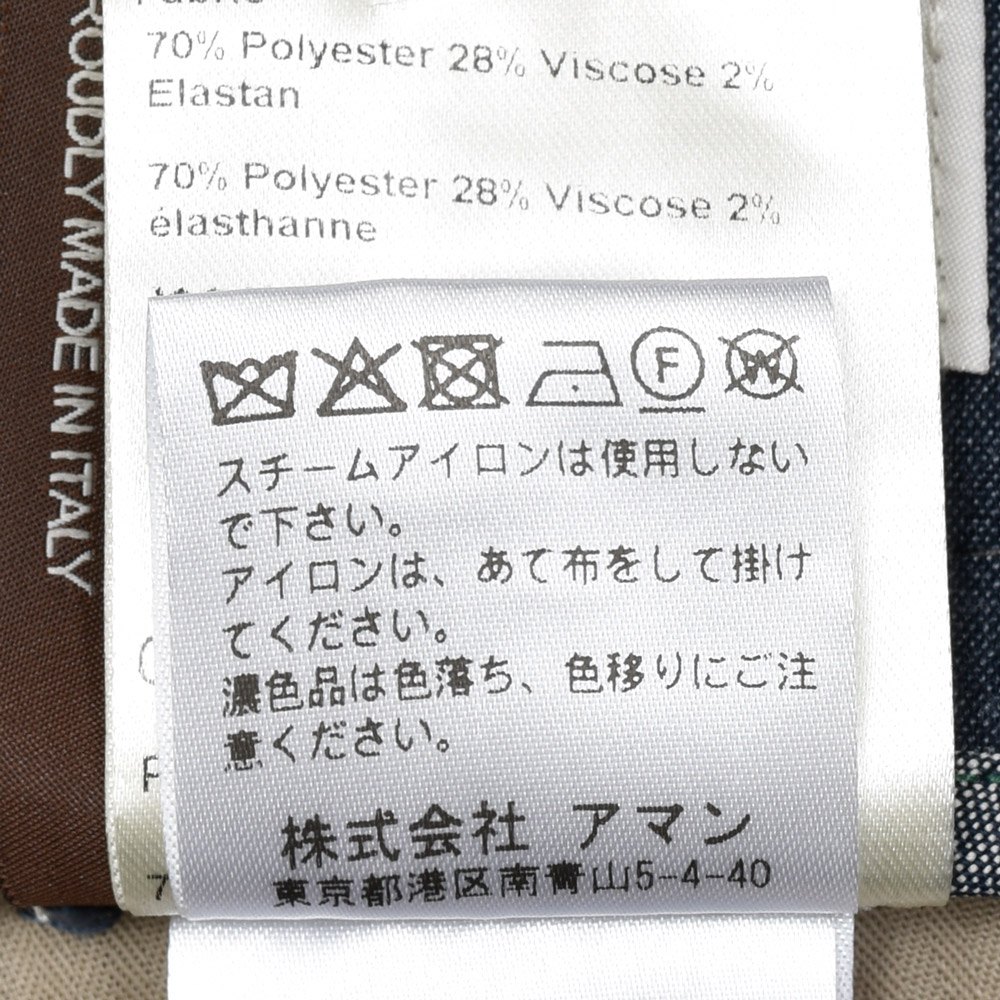 70% Polyester 28% Viscose 2%
Elastan
70% Polyester 28% Viscose 2%
élasthanne
F
W
スチームアイロンは使用しない
で下さい。
アイロンは、あて布をして掛け
てください。
濃色品は色落ち、色移りにご注
意ください。
株式会社 アマン
東京都港区南青山5-4-40
ROUDLY MADE IN ITALY